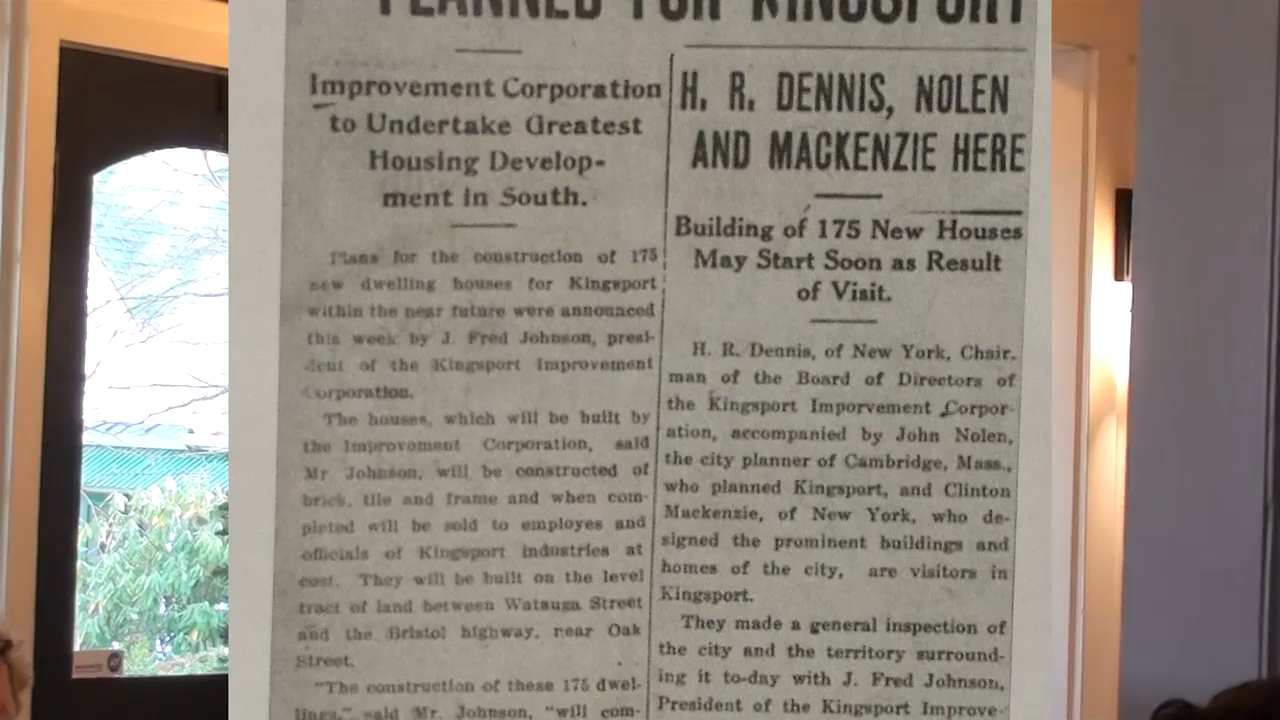 PLANNED FOR KINGSPORT
Improvement Corporation
to Undertake Greatest
Housing Develop-
ment in South.
Plans for the construction of 175
new dwelling houses for Kingsport
within the near future were announced
this week by J. Fred Johnson, presi-
dent of the Kingsport Improvement
Corporation.
The houses, which will be built by
the Improvoment Corporation, said
Mr Johnson, will be constructed of
brick, tile and frame and when com-
pleted will be sold to employes and
officials of Kingsport industries at
cost. They will be built on the level
tract of land between Watauga Street
and the Bristol highway, near Oak
Street.
"The construction of these 175 dwel-
lings," said Mr. Johnson, "will com-
H. R. DENNIS, NOLEN
AND MACKENZIE HERE
Building of 175 New Houses
May Start Soon as Result
of Visit.
H. R. Dennis, of New York, Chair.
man of the Board of Directors of
the Kingsport Imporvement Corpor-
ation, accompanied by John Nolen,
the city planner of Cambridge, Mass.,
who planned Kingsport, and Clinton
Mackenzie, of New York, who de-
signed the prominent buildings and
homes of the city, are visitors in
Kingsport.
They made a general inspection of
the city and the territory surround-
ing it to-day with J. Fred Johnson,
President of the Kingsport Improve-